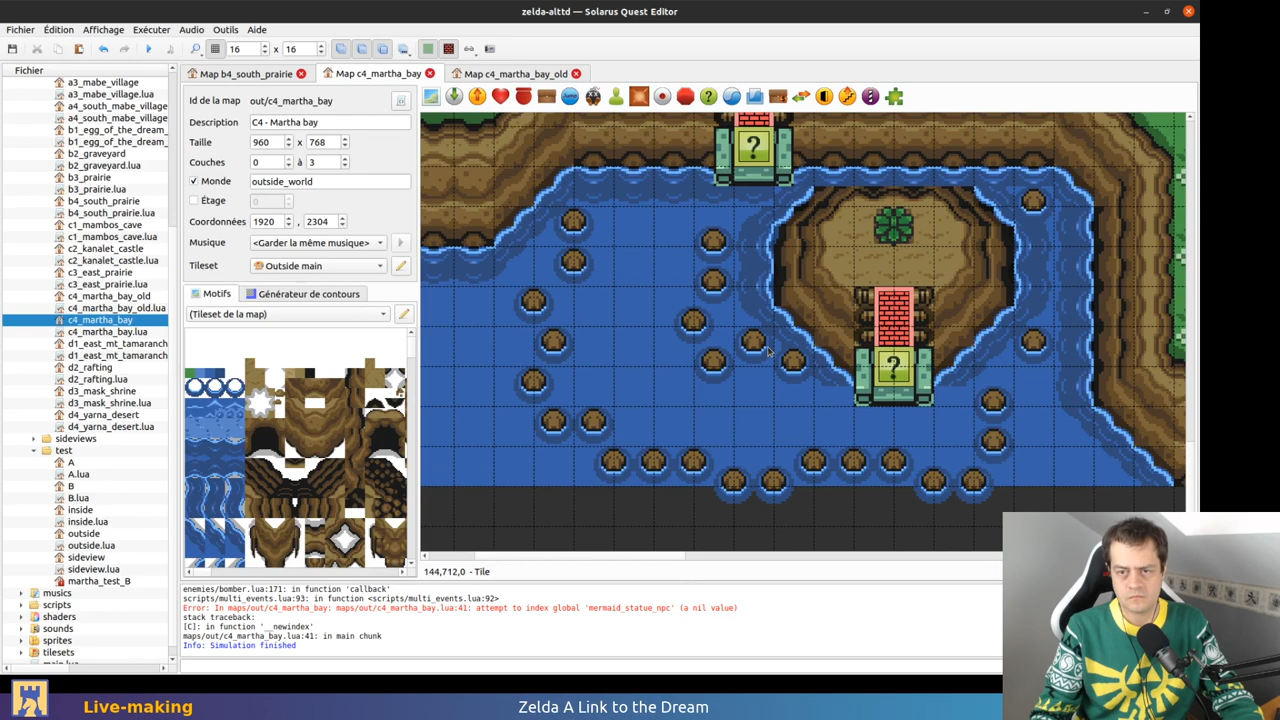 zelda-alttd — Solarus Quest Editor
Fichier Édition Affichage Exécuter Audio Outils Aide
16 x 16
Fichier
a3_mabe_village
a3_mabe_village.lua
a4_south_mabe_village
a4_south_mabe_village.
b1_egg_of_the_dream_
b1_egg_of_the_dream_
b2_graveyard
b2_graveyard.lua
b3_prairie
b3_prairie.lua
b4_south_prairie
b4_south_prairie.lua
c1_mambos_cave
c1_mambos_cave.lua
c2_kanalet_castle
c2_kanalet_castle.lua
c3_east_prairie
c3_east_prairie.lua
c4_martha_bay_old
c4_martha_bay_old.lua
c4_martha_bay
c4_martha_bay.lua
d1_east_mt_tamaranch
d1_east_mt_tamaranch
d2_rafting
d2_rafting.lua
d3_mask_shrine
d3_mask_shrine.lua
d4_yarna_desert
d4_yarna_desert.lua
sideviews
test
A
A.lua
B
B.lua
inside
inside.lua
outside
outside.lua
sideview
sideview.lua
martha_test_B
musics
scripts
shaders
sounds
sprites
tilesets
main.lua
Map b4_south_prairie Map c4_martha_bay Map c4_martha_bay_old
Id de la map out/c4_martha_bay
Description C4 - Martha bay
Taille 960 x 768
Couches 0 à 3
Monde outside_world
Étage 0
Coordonnées 1920 , 2304
Musique <Garder la même musique>
Tileset Outside main
Motifs Générateur de contours
(Tileset de la map)
?
?
144,712,0 - Tile
enemies/bomber.lua:171: in function 'callback'
scripts/multi_events.lua:93: in function <scripts/multi_events.lua:92>
Error: In maps/out/c4_martha_bay: maps/out/c4_martha_bay.lua:41: attempt to index global 'mermaid_statue_npc' (a nil value)
stack traceback:
[C]: in function '__newindex'
maps/out/c4_martha_bay.lua:41: in main chunk
Info: Simulation finished
Live-making
Zelda A Link to the Dream